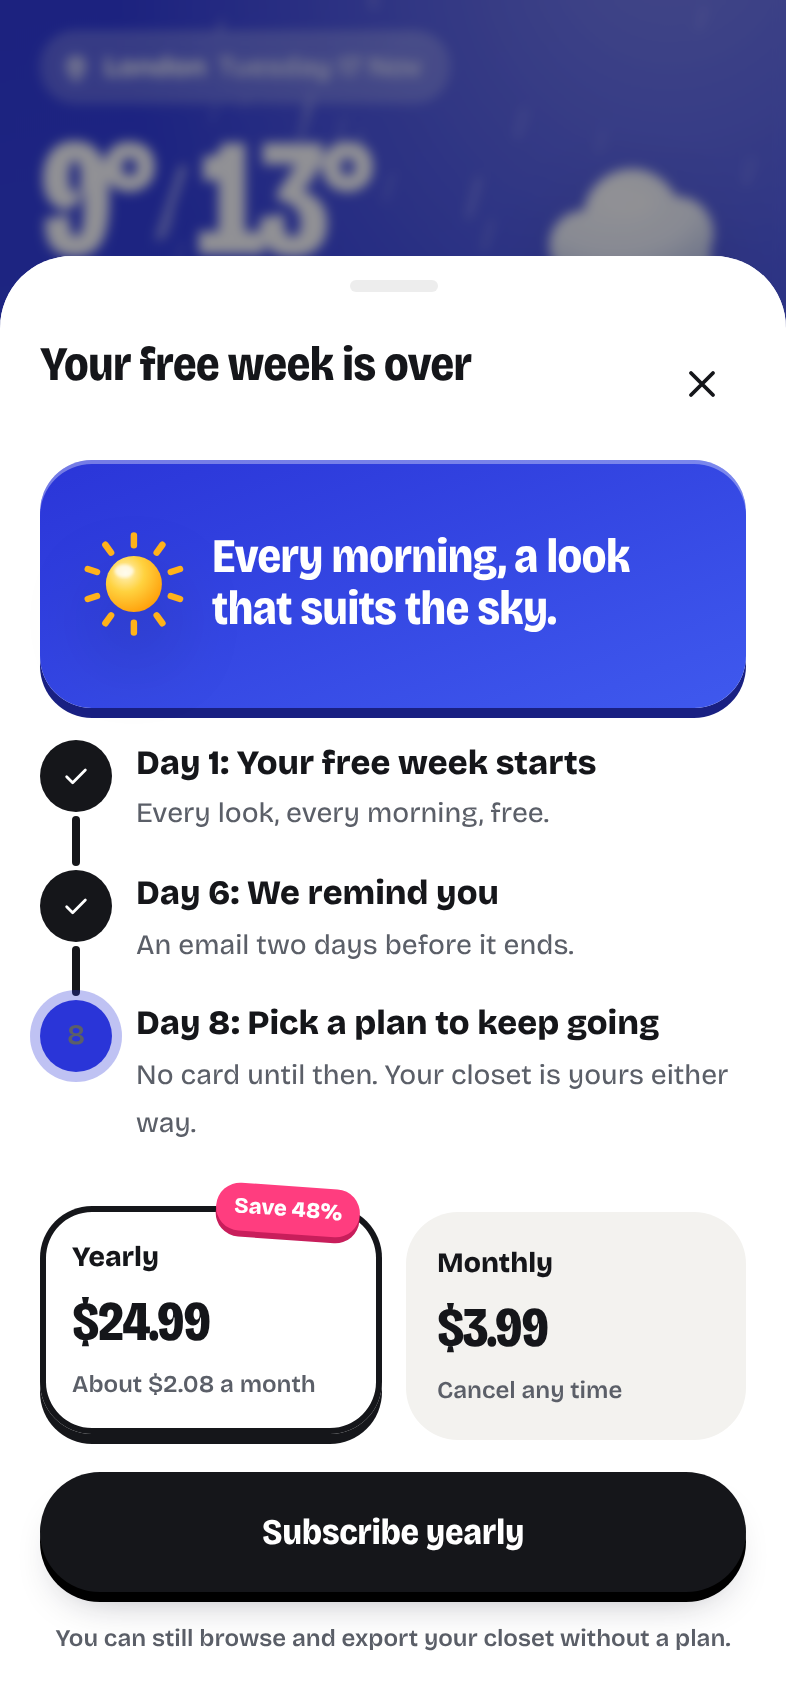 London Tuesday 17 Nov
9°/13°
Your free week is over
Every morning, a look
that suits the sky.
Day 1: Your free week starts
Every look, every morning, free.
Day 6: We remind you
An email two days before it ends.
8
Day 8: Pick a plan to keep going
No card until then. Your closet is yours either
way.
Save 48%
Yearly
$24.99
About $2.08 a month
Monthly
$3.99
Cancel any time
Subscribe yearly
You can still browse and export your closet without a plan.